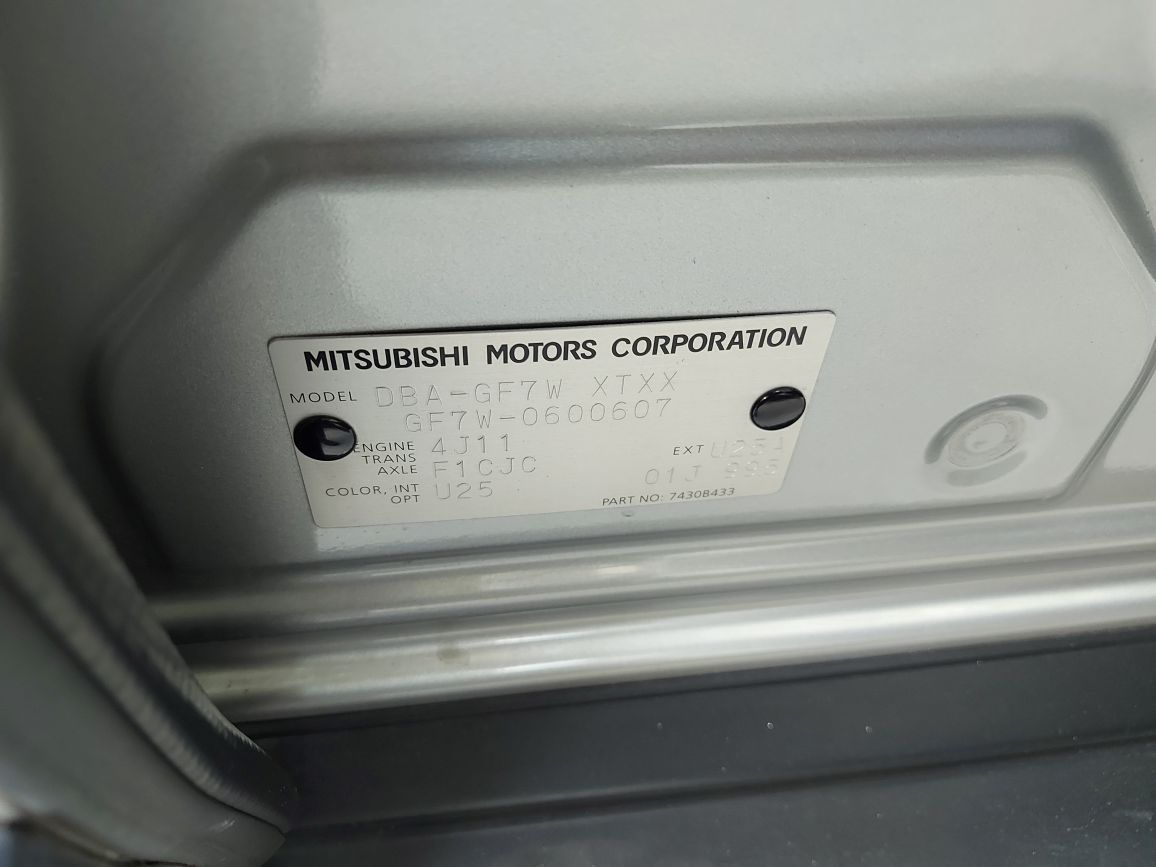 MITSUBISHI MOTORS CORPORATION
MODEL DBA-GF7W XTXX
GF7W-0600607
ENGINE 4J11
TRANS AXLE F1CJC EXT
COLOR, INT OPT U25 01J
PART NO: 7430B433